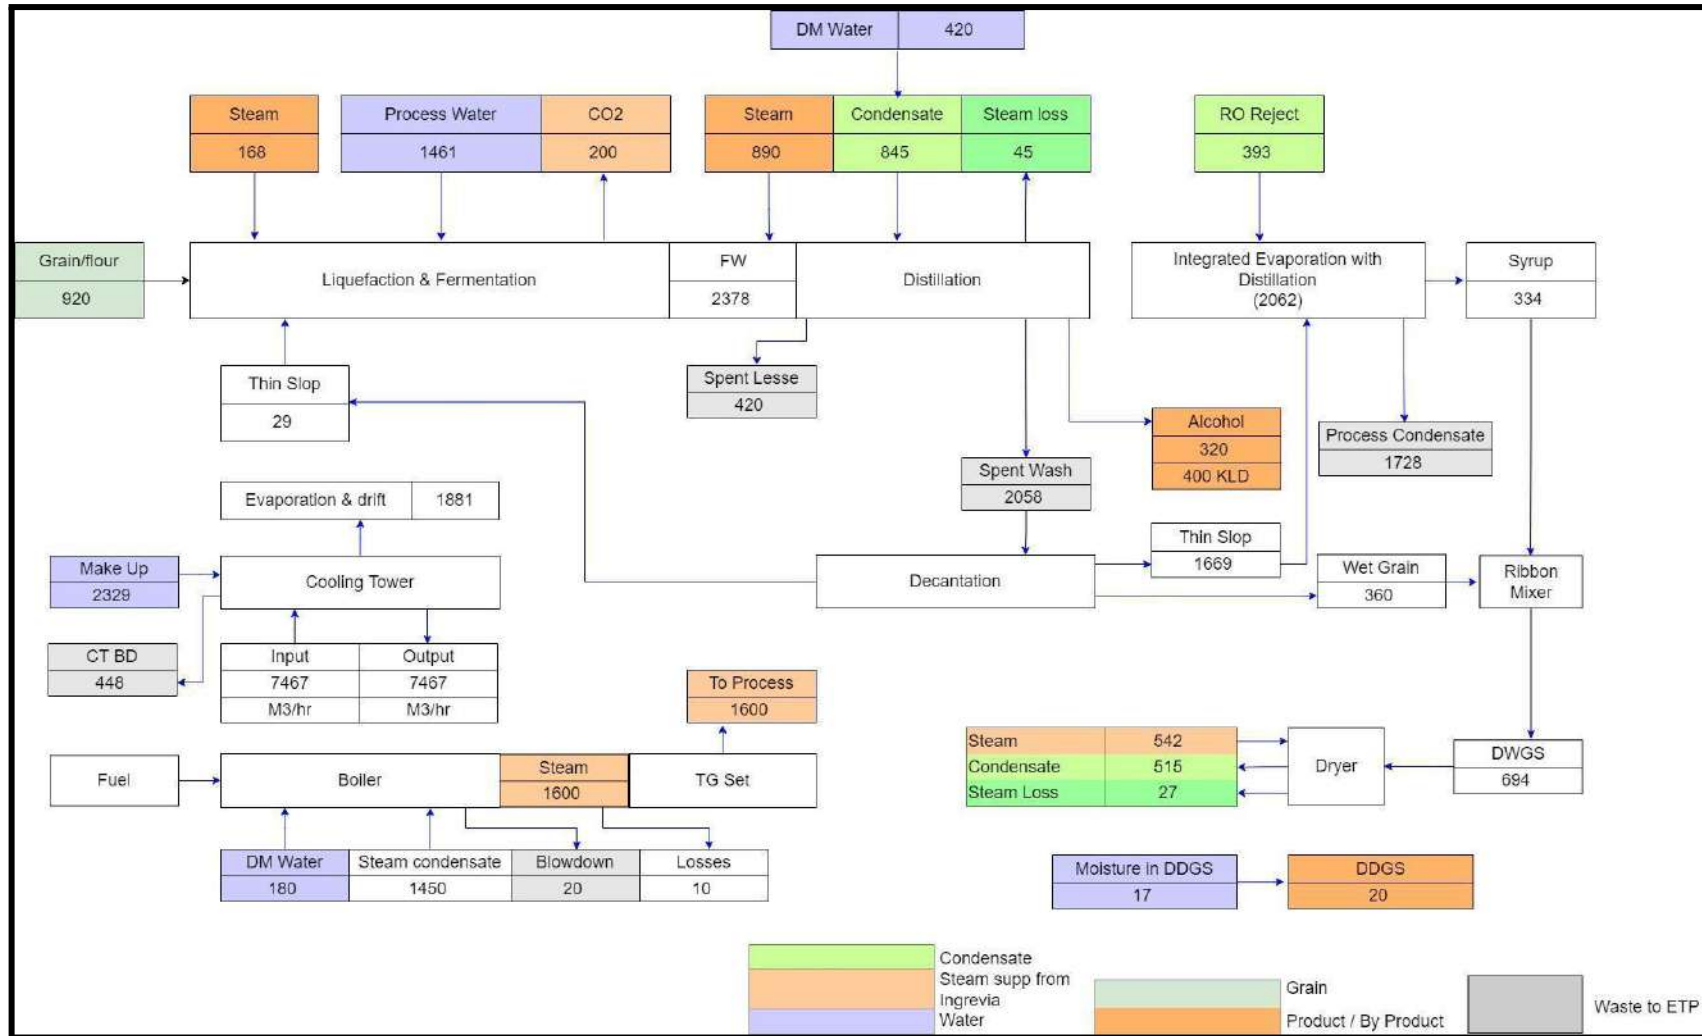 DM Water 420
Steam Process Water CO2 Steam Condensate Steam loss RO Reject
168 1461 200 890 845 45 393
Grain/flour
920
Liquefaction & Fermentation
FW
2378
Distillation
Integrated Evaporation with
Distillation
(2062)
Syrup
334
Thin Slop
29
Spent Lesse
420
Alcohol
320
400 KLD
Process Condensate
1728
Spent Wash
2058
Evaporation & drift 1881
Thin Slop
1669
Make Up
2329
Cooling Tower
Decantation
Wet Grain
360
Ribbon
Mixer
CT BD
448
Input Output
7467 7467
M3/hr M3/hr
To Process
1600
Steam 542
Condensate 515
Steam Loss 27
Dryer
DWGS
694
Fuel
Boiler
Steam
1600
TG Set
DM Water Steam condensate Blowdown Losses
180 1450 20 10
Moisture in DDGS
17
DDGS
20
Condensate
Steam supp from
Ingrevia
Water
Grain
Product / By Product
Waste to ETP